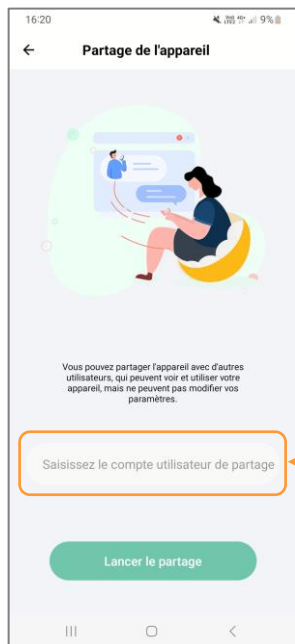 16:20 9%
Partage de l'appareil
Vous pouvez partager l'appareil avec d'autres
utilisateurs, qui peuvent voir et utiliser votre
appareil, mais ne peuvent pas modifier vos
paramètres.
Saisissez le compte utilisateur de partage
Lancer le partage